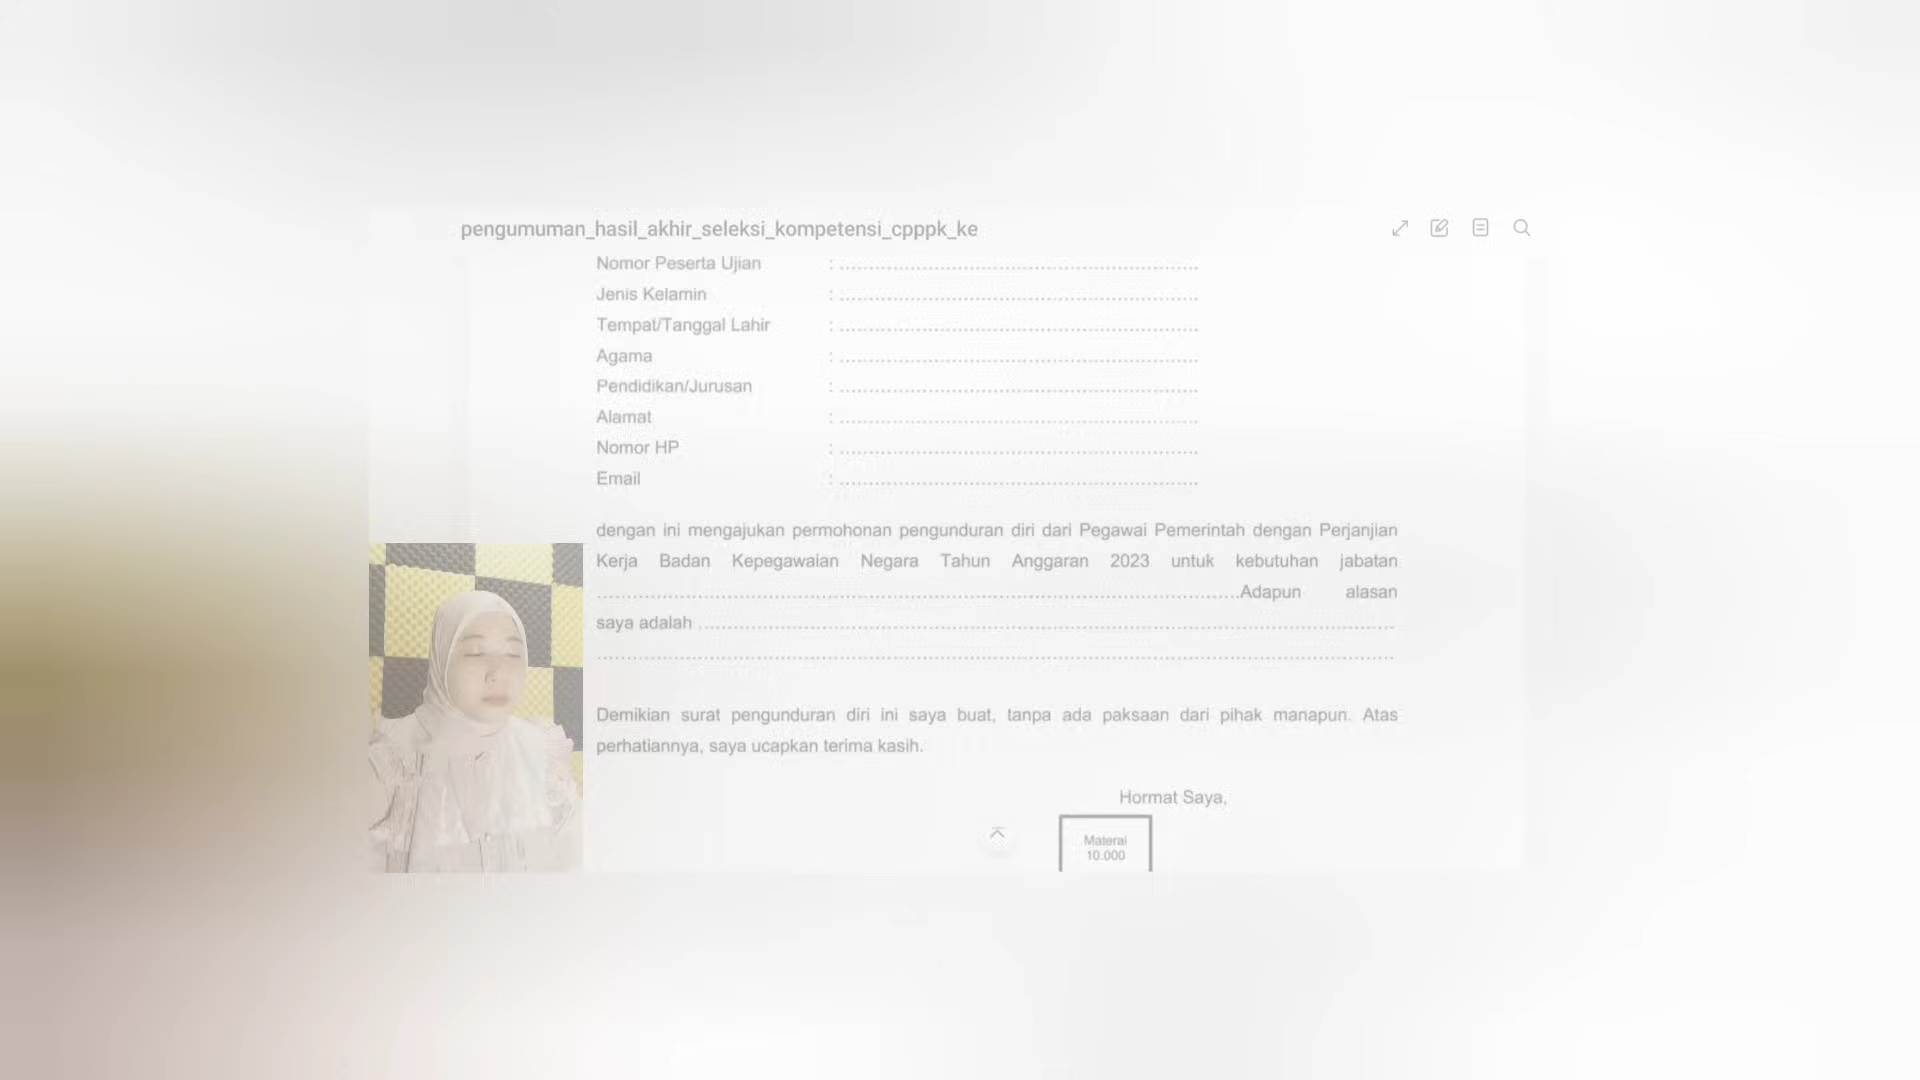 pengumuman_hasil_akhir_seleksi_kompetensi_cpppk_ke
Nomor Peserta Ujian : ............................................................
Jenis Kelamin : ............................................................
Tempat/Tanggal Lahir : ............................................................
Agama : ............................................................
Pendidikan/Jurusan : ............................................................
Alamat : ............................................................
Nomor HP : ............................................................
Email : ............................................................
dengan ini mengajukan permohonan pengunduran diri dari Pegawai Pemerintah dengan Perjanjian
Kerja Badan Kepegawaian Negara Tahun Anggaran 2023 untuk kebutuhan jabatan
............................................................Adapun alasan
saya adalah ............................................................
............................................................
Demikian surat pengunduran diri ini saya buat, tanpa ada paksaan dari pihak manapun. Atas
perhatiannya, saya ucapkan terima kasih.
Hormat Saya,
Materai
10.000